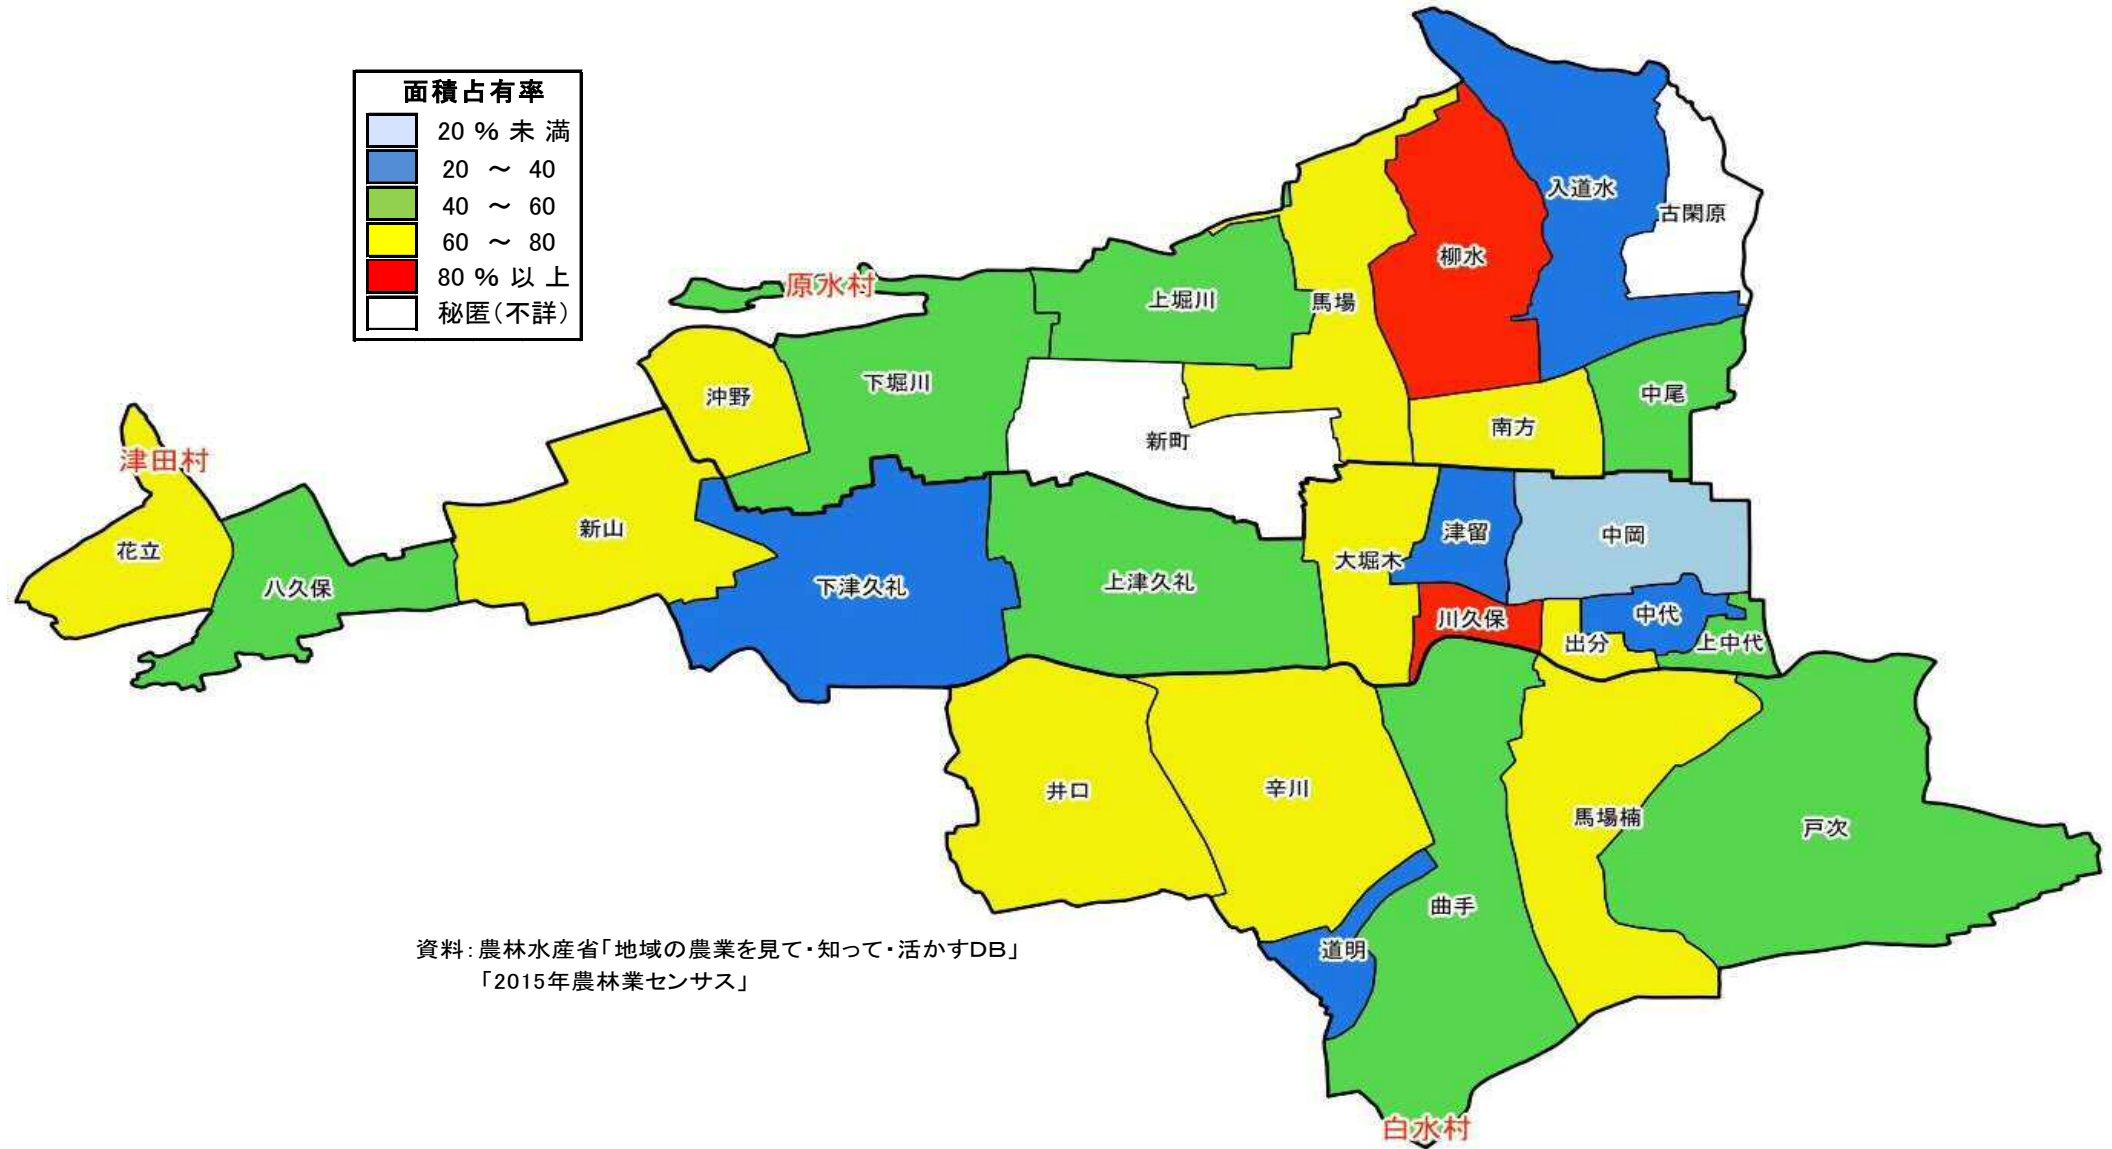 面積占有率
20 % 未 満
20 ～ 40
40 ～ 60
60 ～ 80
80 % 以 上
秘匿(不詳)
入道水
古閑原
柳水
原水村
上堀川
馬場
下堀川
沖野
中尾
南方
新町
津田村
花立
八久保
新山
下津久礼
上津久礼
大堀木
津留
中岡
川久保
出分
中代
上中代
井口
辛川
馬場楠
戸次
曲手
道明
白水村
資料：農林水産省「地域の農業を見て・知って・活かすDB」
「2015年農林業センサス」